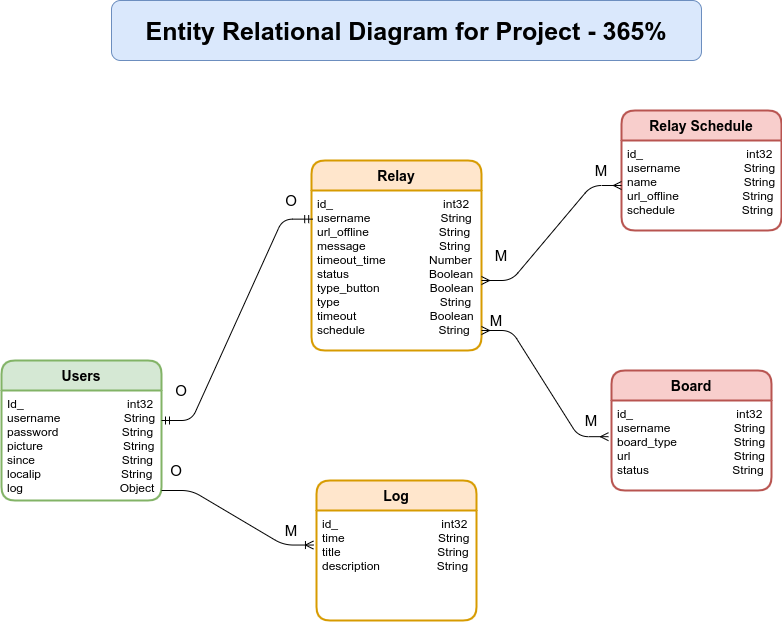 Entity Relational Diagram for Project - 365%
Relay Schedule
id_ int32
username String
name String
url_offline String
schedule String
M
Relay
id_ int32
username String
url_offline String
message String
timeout_time Number
status Boolean
type_button Boolean
type String
timeout Boolean
schedule String
O
M
M
Users
Id_ int32
username String
password String
picture String
since String
localip String
log Object
O
O
Board
id_ int32
username String
board_type String
url String
status String
M
Log
id_ int32
time String
title String
description String
M